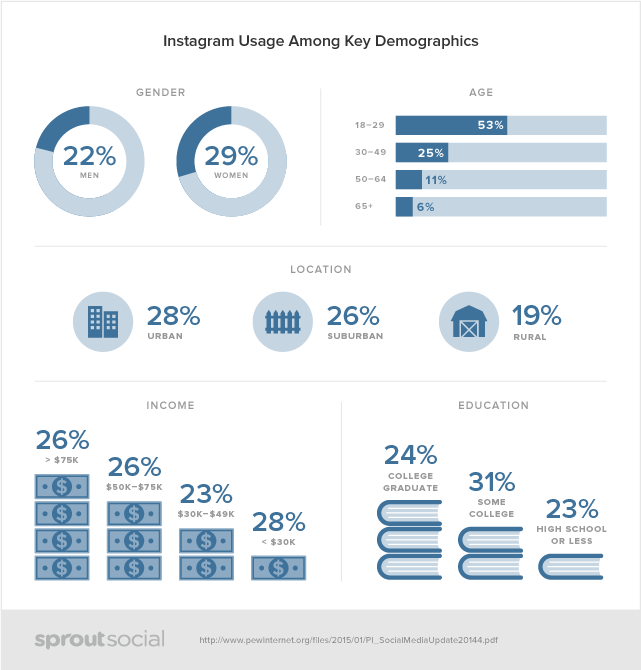 Instagram Usage Among Key Demographics
GENDER
22%
MEN
29%
WOMEN
AGE
18–29 53%
30–49 25%
50–64 11%
65+ 6%
LOCATION
28%
URBAN
26%
SUBURBAN
19%
RURAL
INCOME
26%
> $75K
26%
$50K–$75K
23%
$30K–$49K
28%
< $30K
$ $ $ $
$ $ $
$ $
$
EDUCATION
24%
COLLEGE
GRADUATE
31%
SOME
COLLEGE
23%
HIGH SCHOOL
OR LESS
sproutsocial
http://www.pewinternet.org/files/2015/01/PI_SocialMediaUpdate20144.pdf